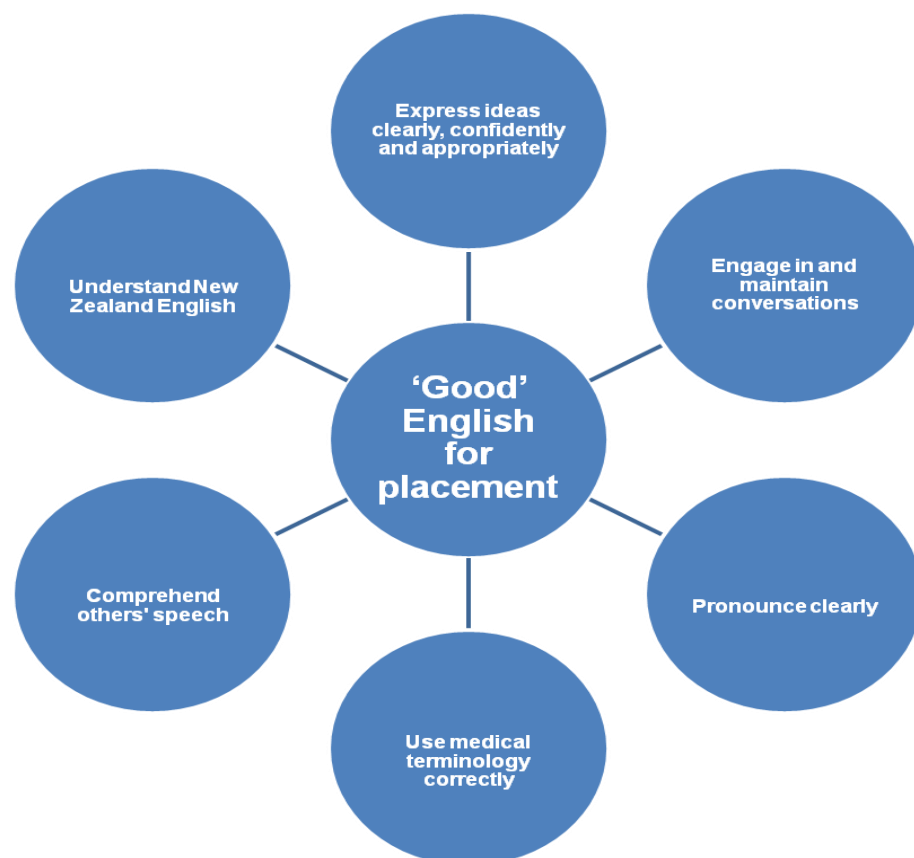 Express ideas
clearly, confidently
and appropriately
Understand New
Zealand English
Engage in and
maintain
conversations
‘Good’
English
for
placement
Comprehend
others' speech
Pronounce clearly
Use medical
terminology
correctly